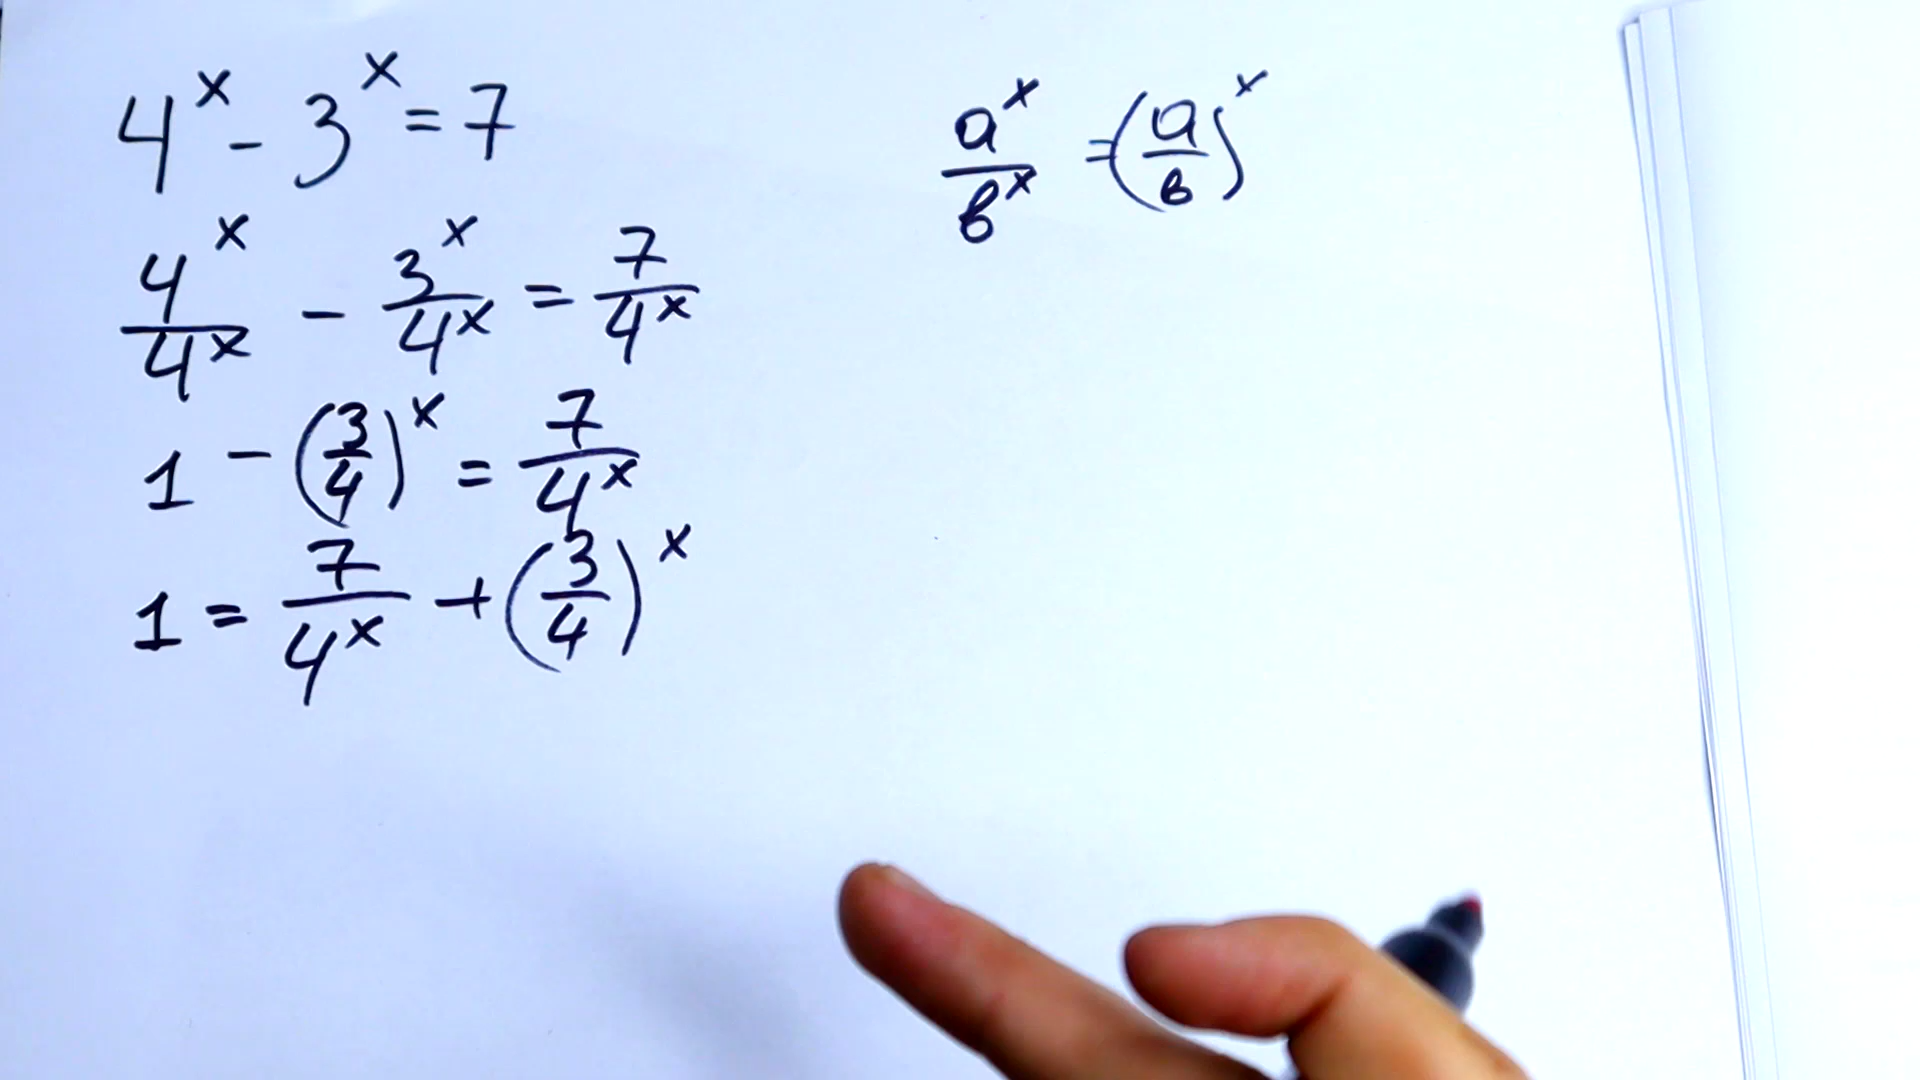 4^x - 3^x = 7
a^x/в^x = (a/в)^x
4^x/4^x - 3^x/4^x = 7/4^x
1 - (3/4)^x = 7/4^x
1 = 7/4^x + (3/4)^x